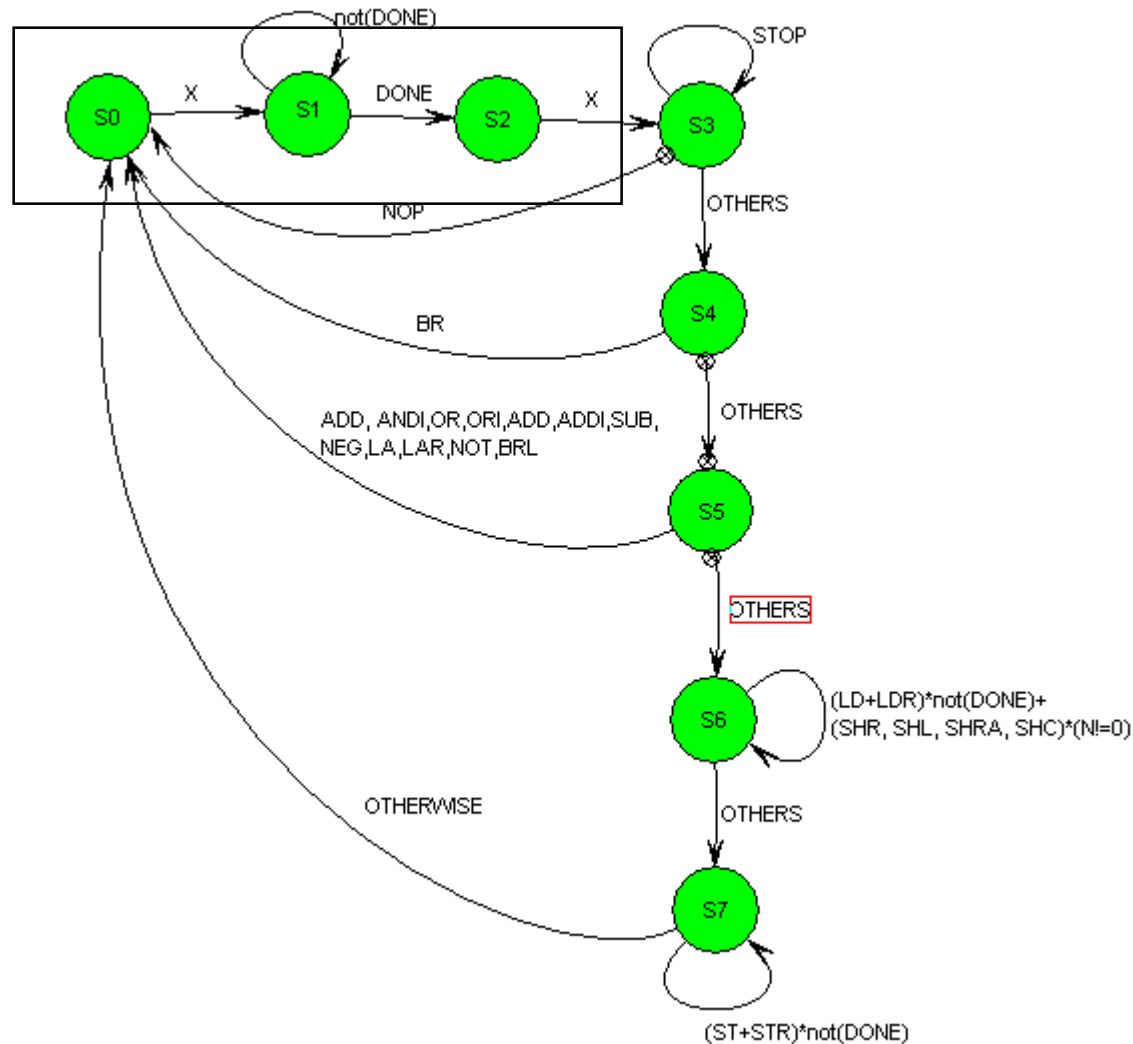 not(DONE)
STOP
X
DONE
X
S0
S1
S2
S3
NOP
OTHERS
S4
BR
OTHERS
ADD, ANDI,OR,ORI,ADD,ADDI,SUB,
NEG,LA,LAR,NOT,BRL
S5
OTHERS
S6
(LD+LDR)*not(DONE)+
(SHR, SHL, SHRA, SHC)*(N!=0)
OTHERWISE
OTHERS
S7
(ST+STR)*not(DONE)